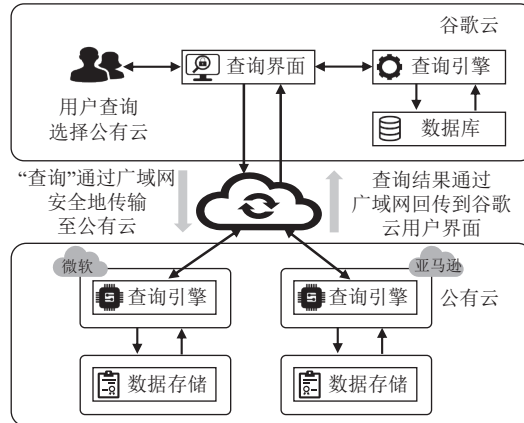 谷歌云
查询界面
查询引擎
用户查询
选择公有云
数据库
“查询”通过广域网
安全地传输
至公有云
查询结果通过
广域网回传到谷歌
云用户界面
微软
亚马逊
查询引擎
查询引擎
公有云
数据存储
数据存储